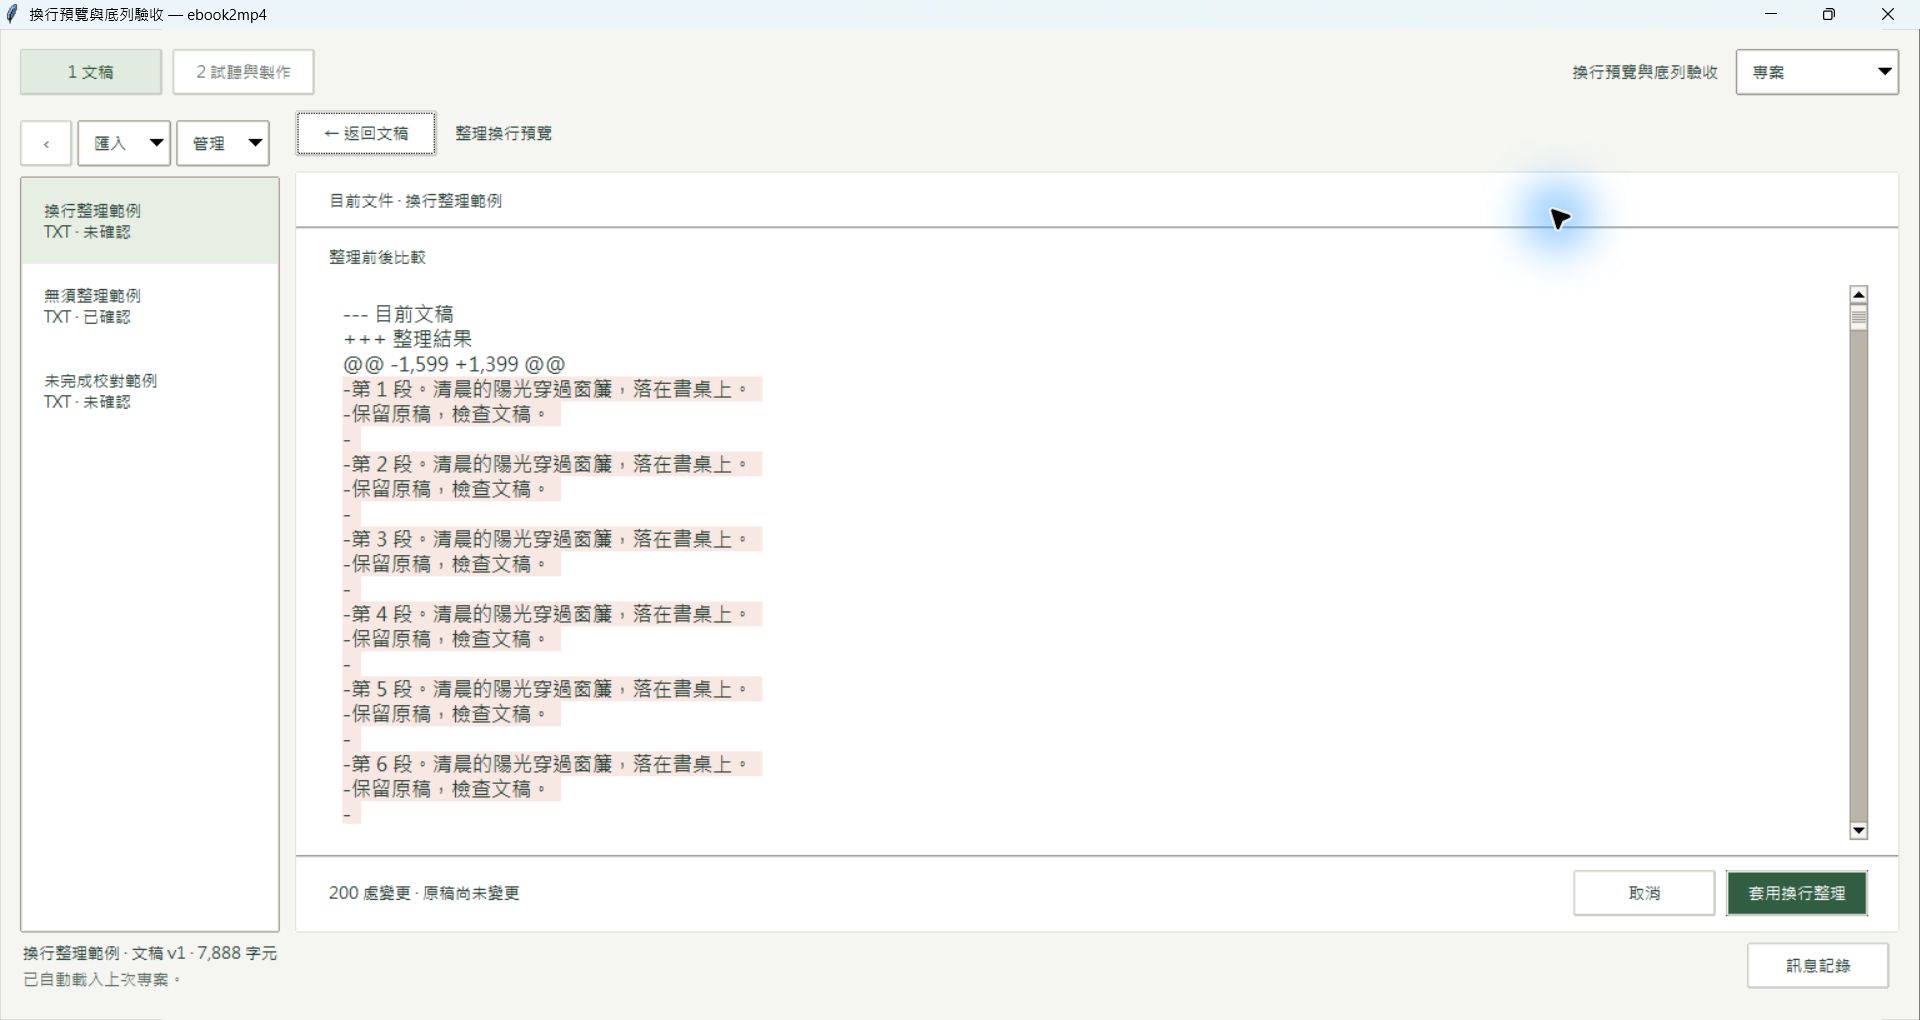 換行預覽與底列驗收 — ebook2mp4
1 文稿
2 試聽與製作
換行預覽與底列驗收
專案
‹
匯入
管理
← 返回文稿
整理換行預覽
換行整理範例
TXT · 未確認
無須整理範例
TXT · 已確認
未完成校對範例
TXT · 未確認
目前文件 · 換行整理範例
整理前後比較
--- 目前文稿
+++ 整理結果
@@ -1,599 +1,399 @@
-第 1 段。清晨的陽光穿過窗簾，落在書桌上。
-保留原稿，檢查文稿。
-
-第 2 段。清晨的陽光穿過窗簾，落在書桌上。
-保留原稿，檢查文稿。
-
-第 3 段。清晨的陽光穿過窗簾，落在書桌上。
-保留原稿，檢查文稿。
-
-第 4 段。清晨的陽光穿過窗簾，落在書桌上。
-保留原稿，檢查文稿。
-
-第 5 段。清晨的陽光穿過窗簾，落在書桌上。
-保留原稿，檢查文稿。
-
-第 6 段。清晨的陽光穿過窗簾，落在書桌上。
-保留原稿，檢查文稿。
-
200 處變更 · 原稿尚未變更
取消
套用換行整理
換行整理範例 · 文稿 v1 · 7,888 字元
已自動載入上次專案。
訊息記錄